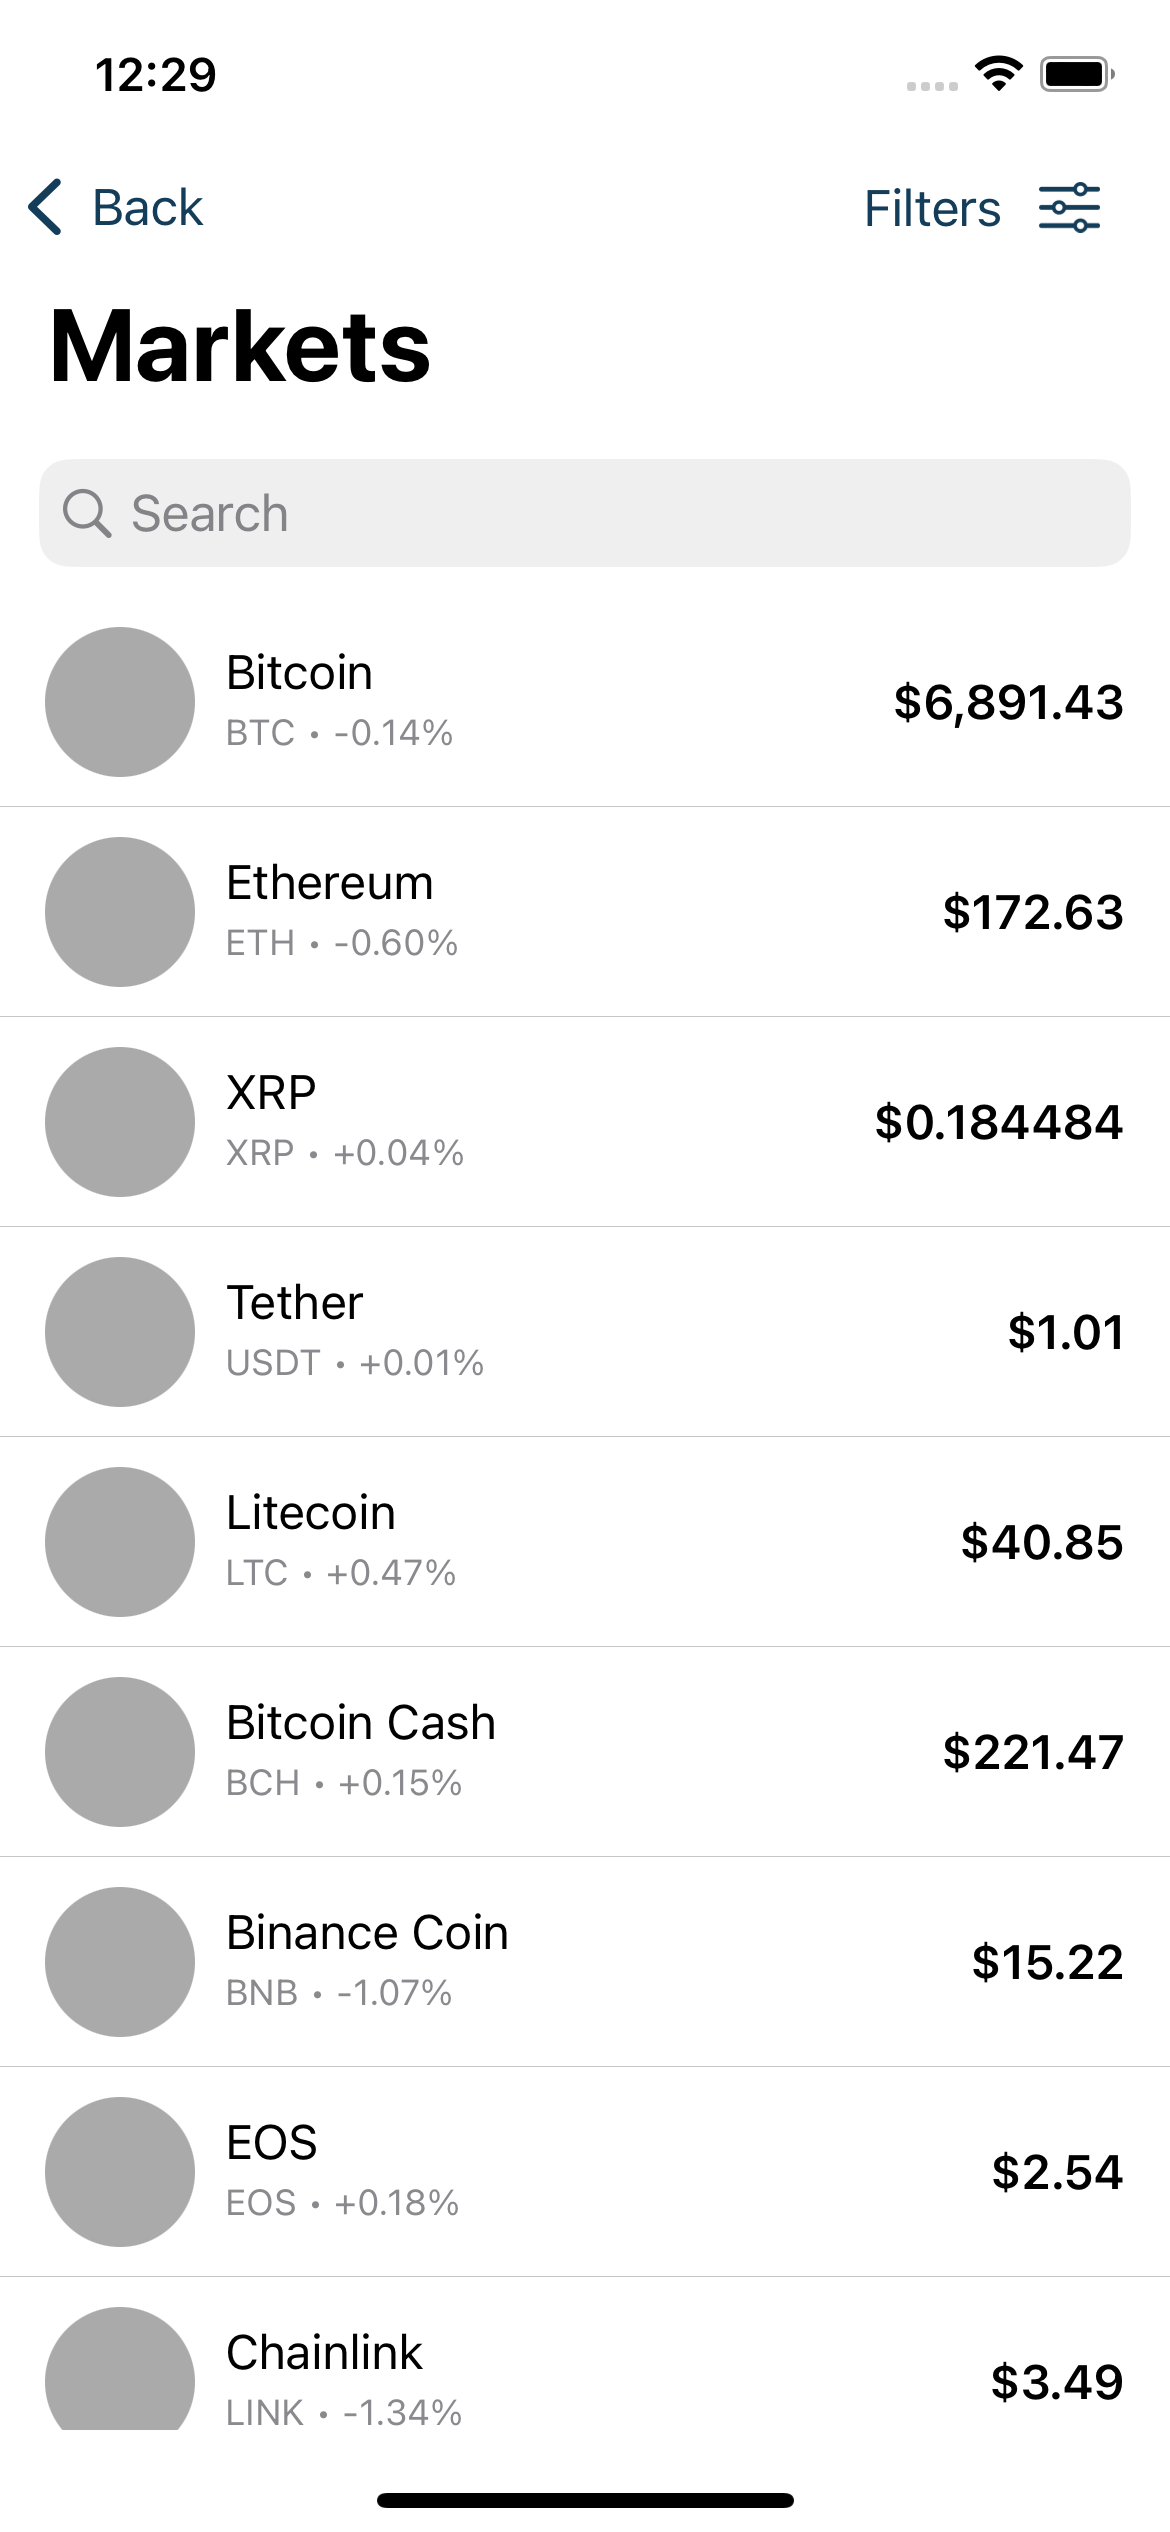 12:29
Back
Filters
Markets
Search
Bitcoin
BTC • -0.14%
$6,891.43
Ethereum
ETH • -0.60%
$172.63
XRP
XRP • +0.04%
$0.184484
Tether
USDT • +0.01%
$1.01
Litecoin
LTC • +0.47%
$40.85
Bitcoin Cash
BCH • +0.15%
$221.47
Binance Coin
BNB • -1.07%
$15.22
EOS
EOS • +0.18%
$2.54
Chainlink
LINK • -1.34%
$3.49